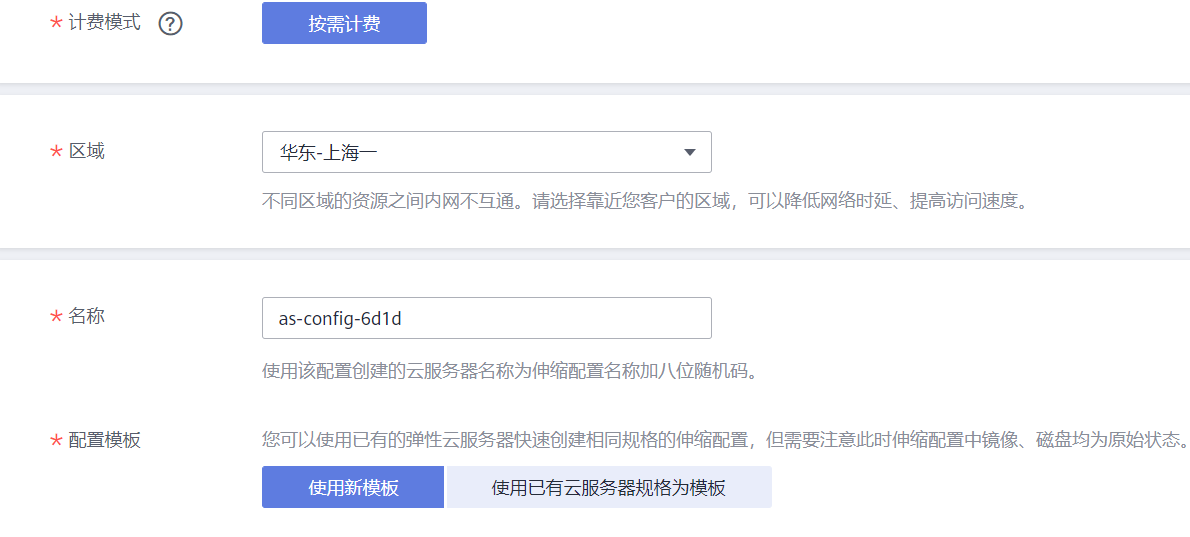 * 计费模式 ? 按需计费
* 区域 华东-上海一
不同区域的资源之间内网不互通。请选择靠近您客户的区域，可以降低网络时延、提高访问速度。
* 名称 as-config-6d1d
使用该配置创建的云服务器名称为伸缩配置名称加八位随机码。
* 配置模板 您可以使用已有的弹性云服务器快速创建相同规格的伸缩配置，但需要注意此时伸缩配置中镜像、磁盘均为原始状态。
使用新模板 使用已有云服务器规格为模板